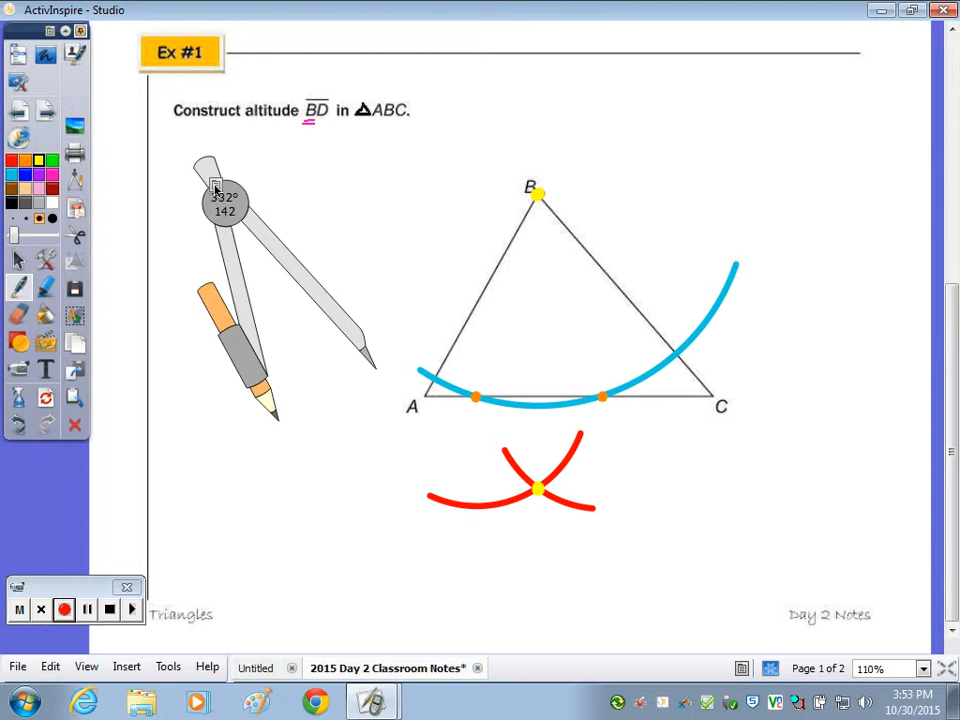 ActivInspire - Studio
Ex #1
Construct altitude BD in △ABC.
332°
142
B
A
C
M
Triangles
Day 2 Notes
File Edit View Insert Tools Help
Untitled
2015 Day 2 Classroom Notes*
Page 1 of 2
110%
3:53 PM
10/30/2015